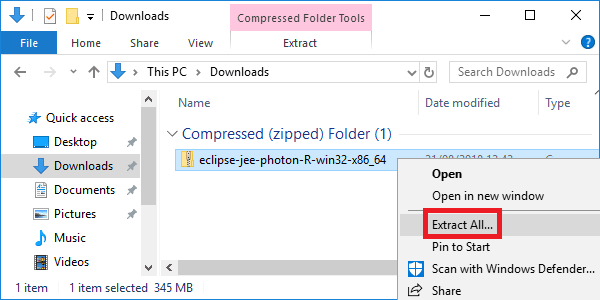 Downloads
Compressed Folder Tools
File
Home
Share
View
Extract
This PC
Downloads
Search Downloads
Name
Date modified
Quick access
Compressed (zipped) Folder (1)
Desktop
eclipse-jee-photon-R-win32-x86_64
Downloads
Open
Documents
Open in new window
Pictures
Extract All...
Music
Pin to Start
Videos
Scan with Windows Defender...
1 item
1 item selected 345 MB
Share